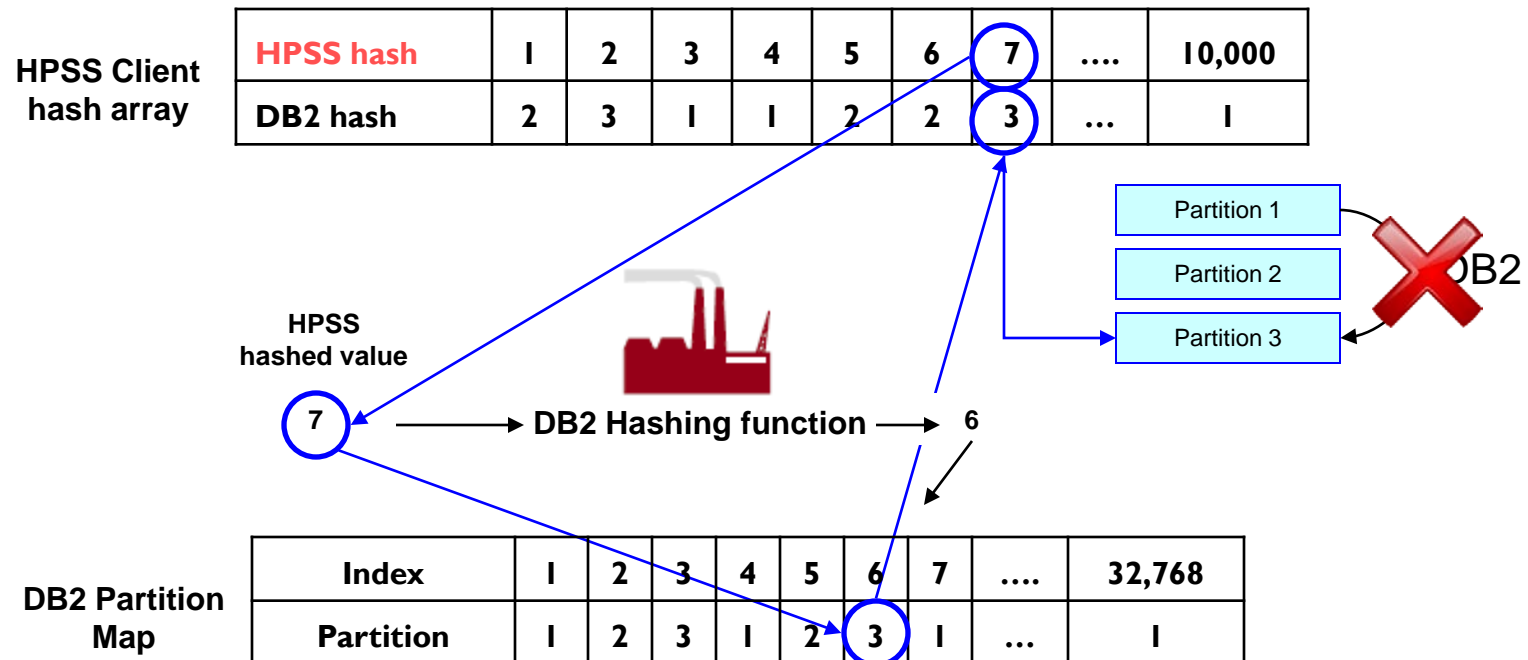 HPSS Client
hash array
HPSS hash 1 2 3 4 5 6 7 .... 10,000
DB2 hash 2 3 1 1 2 2 3 ... 1
Partition 1
Partition 2
DB2
Partition 3
HPSS
hashed value
7 DB2 Hashing function 6
DB2 Partition
Map
Index 1 2 3 4 5 6 7 .... 32,768
Partition 1 2 3 1 2 3 1 ... 1